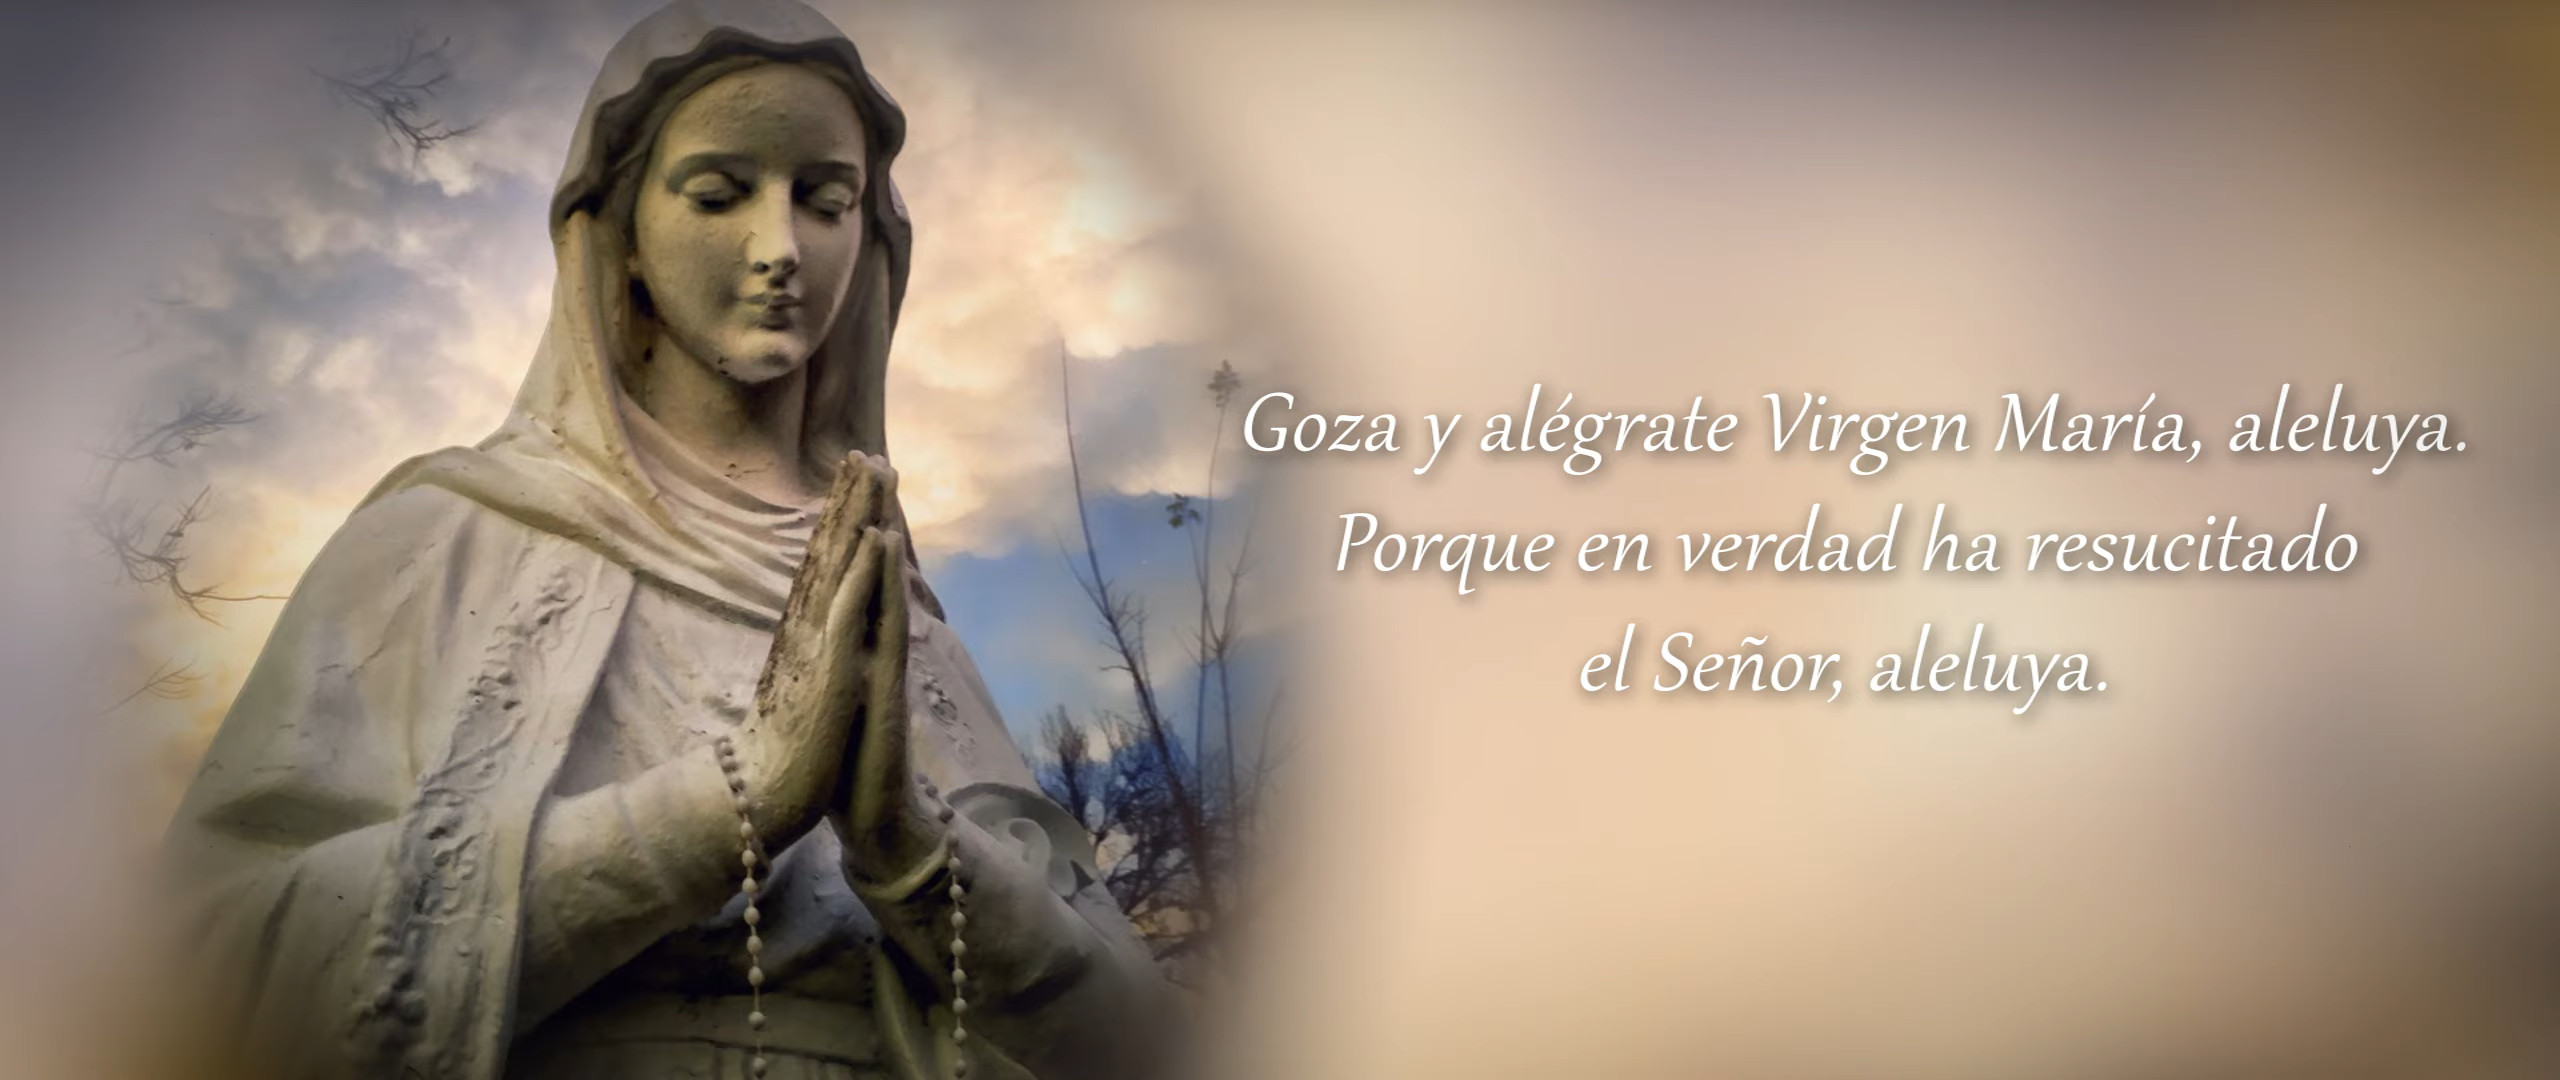 Goza y alégrate Virgen María, aleluya.
Porque en verdad ha resucitado
el Señor, aleluya.